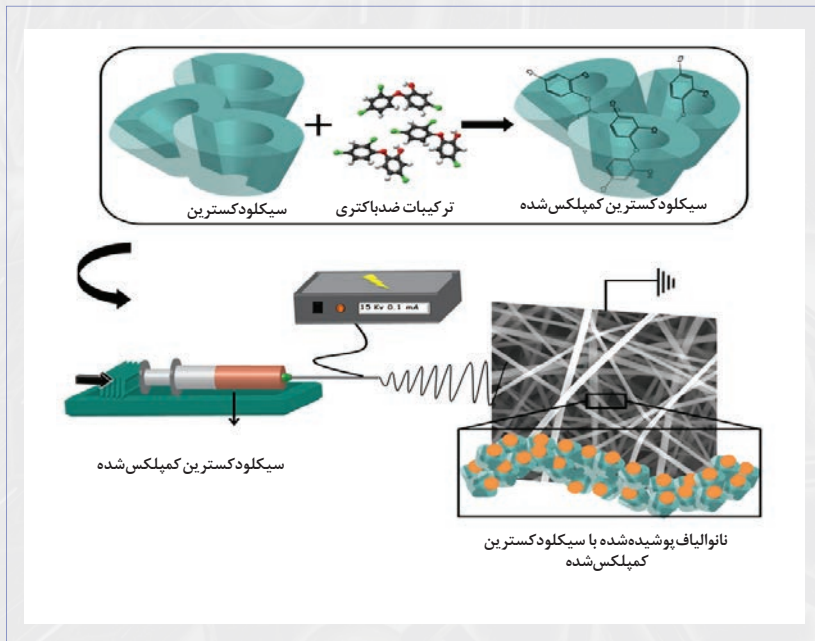 سیکلودکسترین
ترکیبات ضدباکتری
سیکلودکسترین کمپلکس‌شده
15 Kv 0.1 mA
سیکلودکسترین کمپلکس‌شده
نانوالیاف پوشیده‌شده با سیکلودکسترین
کمپلکس‌شده